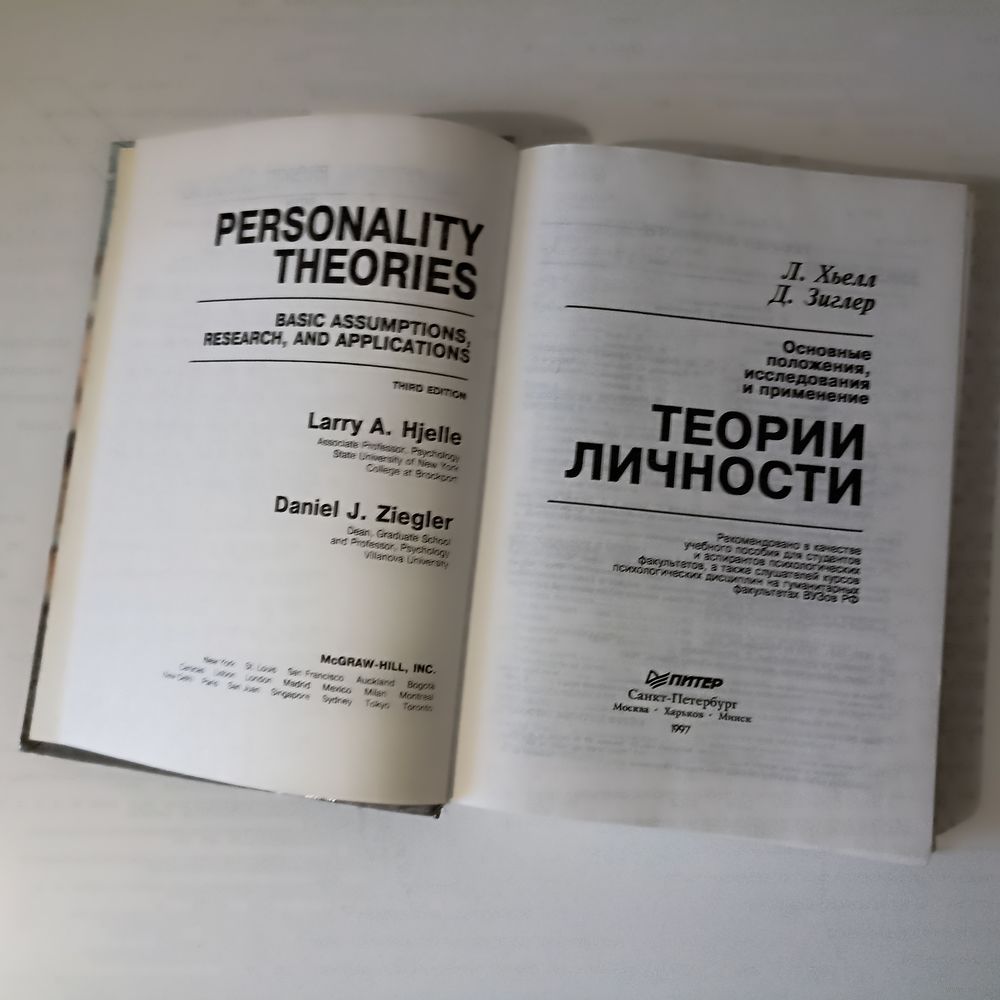 PERSONALITY
THEORIES
BASIC ASSUMPTIONS,
RESEARCH, AND APPLICATIONS
THIRD EDITION
Larry A. Hjelle
Associate Professor, Psychology
State University of New York
College at Brockport
Daniel J. Ziegler
Dean, Graduate School
and Professor, Psychology
Villanova University
McGRAW-HILL, INC.
New York St. Louis San Francisco Auckland Bogotá
Caracas Lisbon London Madrid Mexico Milan Montreal
New Delhi Paris San Juan Singapore Sydney Tokyo Toronto
Л. Хьелл
Д. Зиглер
Основные
положения,
исследования
и применение
ТЕОРИИ
ЛИЧНОСТИ
Рекомендовано в качестве
учебного пособия для студентов
и аспирантов психологических
факультетов, а также слушателей курсов
психологических дисциплин на гуманитарных
факультетах ВУЗов РФ
ПИТЕР
Санкт-Петербург
Москва · Харьков · Минск
1997